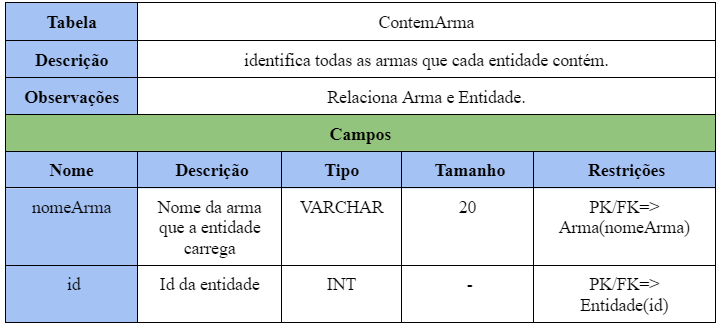 Tabela ContemArma
Descrição identifica todas as armas que cada entidade contém.
Observações Relaciona Arma e Entidade.
Campos
Nome Descrição Tipo Tamanho Restrições
nomeArma Nome da arma VARCHAR 20 PK/FK=>
que a entidade Arma(nomeArma)
carrega
id Id da entidade INT - PK/FK=>
Entidade(id)